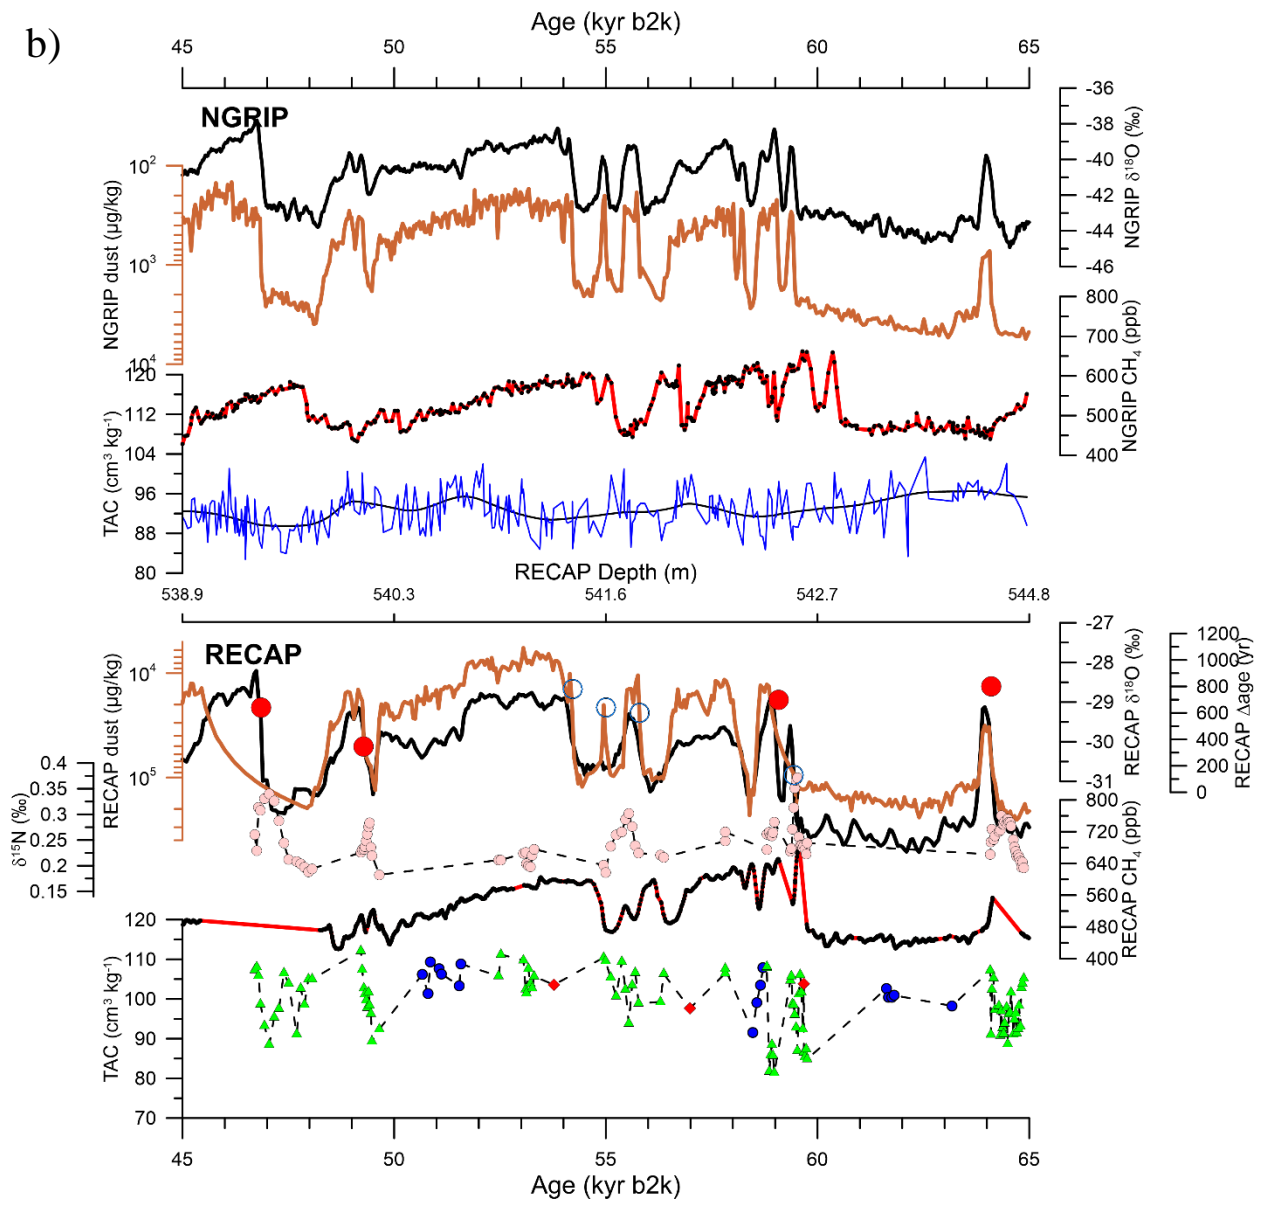 b)
Age (kyr b2k)
45 50 55 60 65
NGRIP
-36
-38
-40
-42
-44
-46
NGRIP δ¹⁸O (‰)
10²
10³
10⁴
NGRIP dust (µg/kg)
800
700
600
500
400
NGRIP CH₄ (ppb)
120
112
104
96
88
80
TAC (cm³ kg⁻¹)
RECAP Depth (m)
538.9 540.3 541.6 542.7 544.8
RECAP
-27
-28
-29
-30
-31
RECAP δ¹⁸O (‰)
1200
1000
800
600
400
200
0
RECAP Δage (yr)
10⁴
10⁵
RECAP dust (µg/kg)
0.4
0.35
0.3
0.25
0.2
0.15
δ¹⁵N (‰)
800
720
640
560
480
400
RECAP CH₄ (ppb)
120
110
100
90
80
70
TAC (cm³ kg⁻¹)
45 50 55 60 65
Age (kyr b2k)